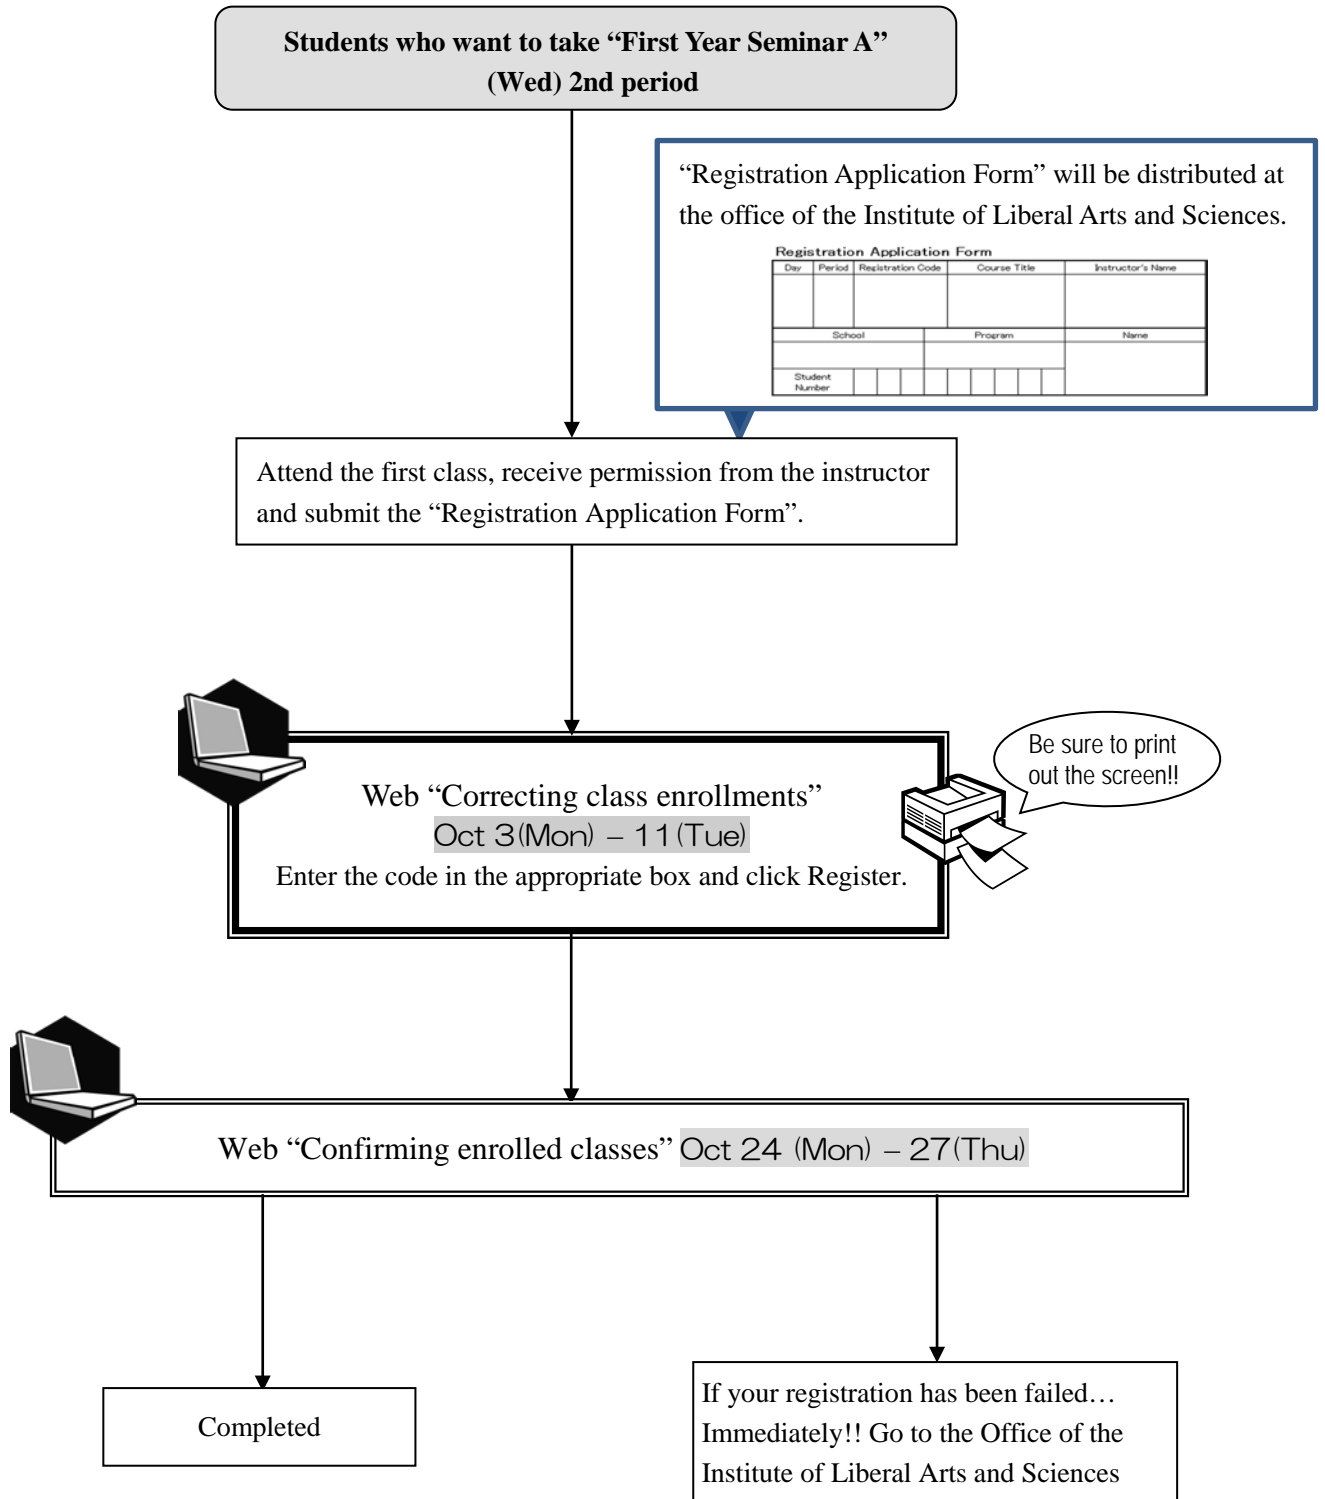 Students who want to take “First Year Seminar A”
(Wed) 2nd period
“Registration Application Form” will be distributed at
the office of the Institute of Liberal Arts and Sciences.
Registration Application Form
Day Period Registration Code Course Title Instructor's Name
School Program Name
Student
Number
Attend the first class, receive permission from the instructor
and submit the “Registration Application Form”.
Be sure to print
out the screen!!
Web “Correcting class enrollments”
Oct 3(Mon) – 11(Tue)
Enter the code in the appropriate box and click Register.
Web “Confirming enrolled classes” Oct 24 (Mon) – 27(Thu)
Completed
If your registration has been failed…
Immediately!! Go to the Office of the
Institute of Liberal Arts and Sciences